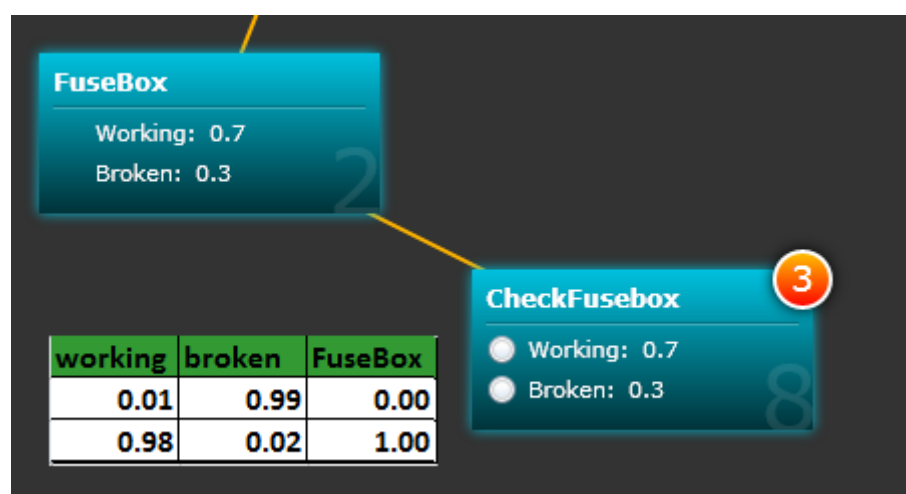 FuseBox
Working: 0.7
Broken: 0.3
2
3
CheckFusebox
Working: 0.7
Broken: 0.3
8
working broken FuseBox
0.01 0.99 0.00
0.98 0.02 1.00